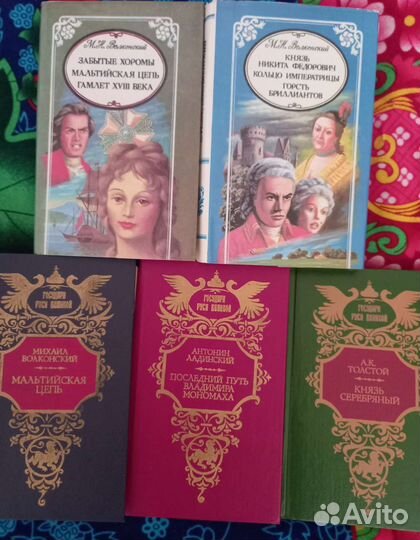 М.Н. Волконский
ЗАБЫТЫЕ ХОРОМЫ
МАЛЬТИЙСКАЯ ЦЕПЬ
ГАМЛЕТ XVIII ВЕКА
М.Н. Волконский
КНЯЗЬ
НИКИТА ФЕДОРОВИЧ
КОЛЬЦО ИМПЕРАТРИЦЫ
ГОРСТЬ
БРИЛЛИАНТОВ
ГОСУДАРИ
РУСИ ВЕЛИКОЙ
МИХАИЛ
ВОЛКОНСКИЙ
МАЛЬТИЙСКАЯ
ЦЕПЬ
ГОСУДАРИ
РУСИ ВЕЛИКОЙ
АНТОНИН
ЛАДИНСКИЙ
ПОСЛЕДНИЙ ПУТЬ
ВЛАДИМИРА
МОНОМАХА
ГОСУДАРИ
РУСИ ВЕЛИКОЙ
А.К.
ТОЛСТОЙ
КНЯЗЬ
СЕРЕБРЯНЫЙ
Avito